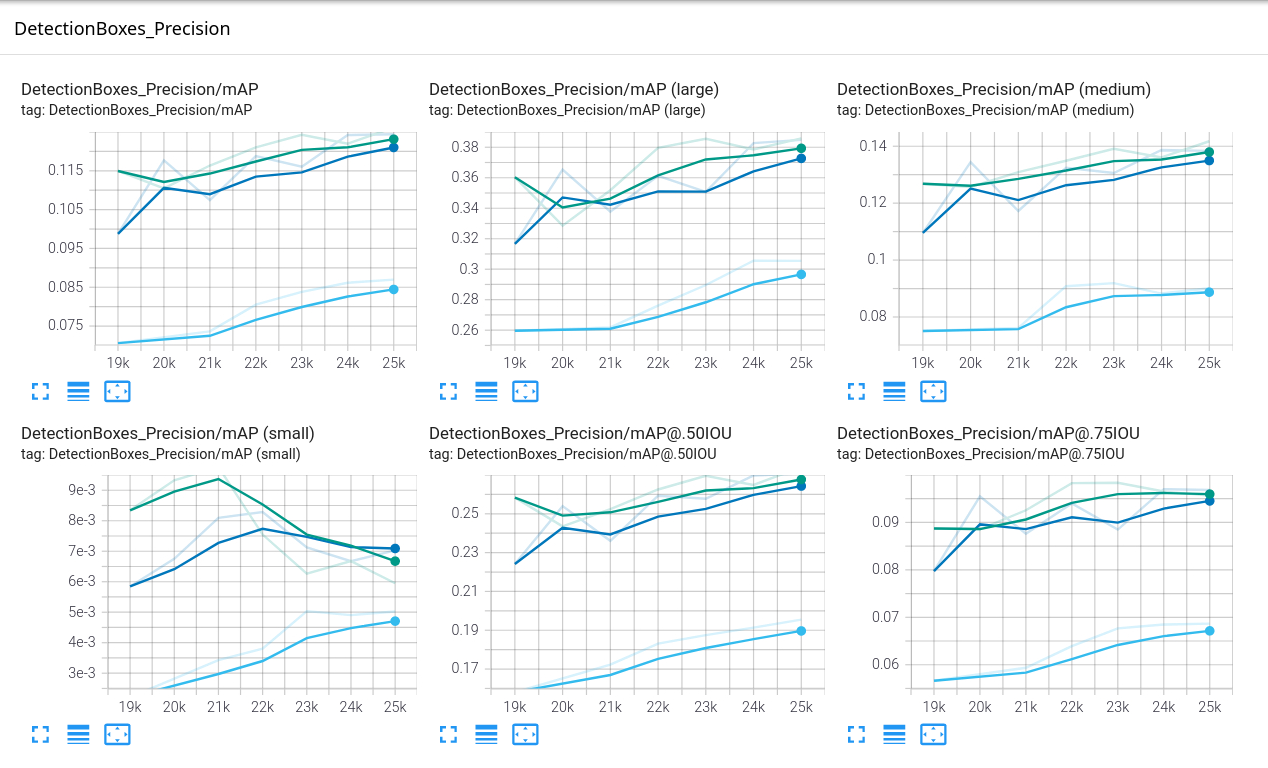 DetectionBoxes_Precision
DetectionBoxes_Precision/mAP
tag: DetectionBoxes_Precision/mAP
0.115
0.105
0.095
0.085
0.075
19k 20k 21k 22k 23k 24k 25k
DetectionBoxes_Precision/mAP (large)
tag: DetectionBoxes_Precision/mAP (large)
0.38
0.36
0.34
0.32
0.3
0.28
0.26
19k 20k 21k 22k 23k 24k 25k
DetectionBoxes_Precision/mAP (medium)
tag: DetectionBoxes_Precision/mAP (medium)
0.14
0.12
0.1
0.08
19k 20k 21k 22k 23k 24k 25k
DetectionBoxes_Precision/mAP (small)
tag: DetectionBoxes_Precision/mAP (small)
9e-3
8e-3
7e-3
6e-3
5e-3
4e-3
3e-3
19k 20k 21k 22k 23k 24k 25k
DetectionBoxes_Precision/mAP@.50IOU
tag: DetectionBoxes_Precision/mAP@.50IOU
0.25
0.23
0.21
0.19
0.17
19k 20k 21k 22k 23k 24k 25k
DetectionBoxes_Precision/mAP@.75IOU
tag: DetectionBoxes_Precision/mAP@.75IOU
0.09
0.08
0.07
0.06
19k 20k 21k 22k 23k 24k 25k